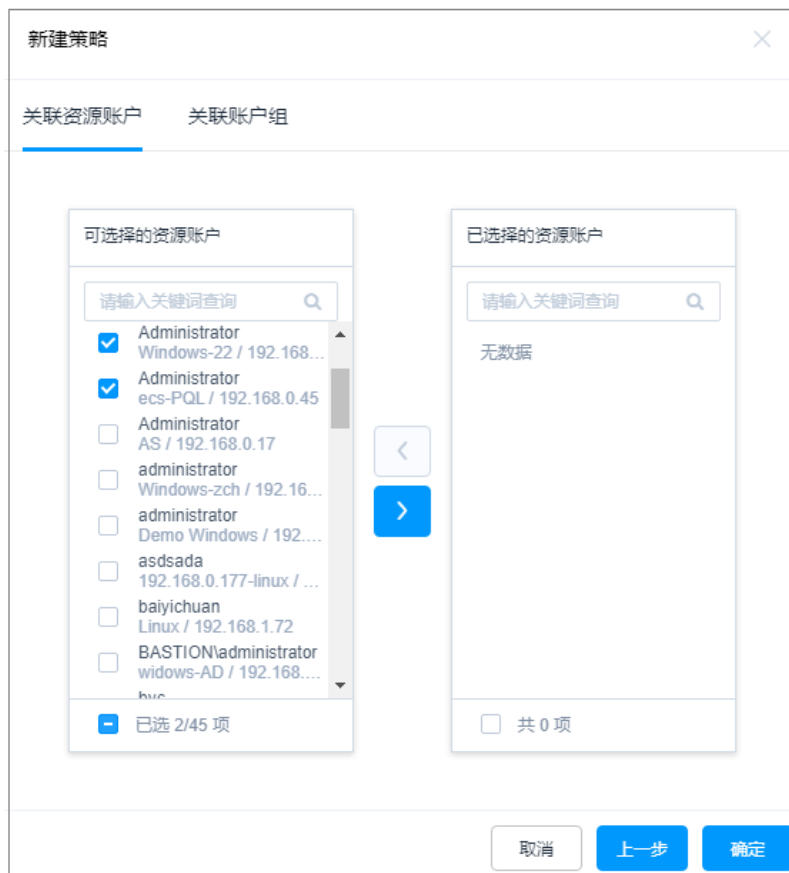 新建策略
关联资源账户 关联账户组
可选择的资源账户
请输入关键词查询
Administrator
Windows-22 / 192.168...
Administrator
ecs-PQL / 192.168.0.45
Administrator
AS / 192.168.0.17
administrator
Windows-zch / 192.16...
administrator
Demo Windows / 192....
asdsada
192.168.0.177-linux / ...
baiyichuan
Linux / 192.168.1.72
BASTION\administrator
widows-AD / 192.168....
已选 2/45 项
已选择的资源账户
请输入关键词查询
无数据
共 0 项
取消 上一步 确定